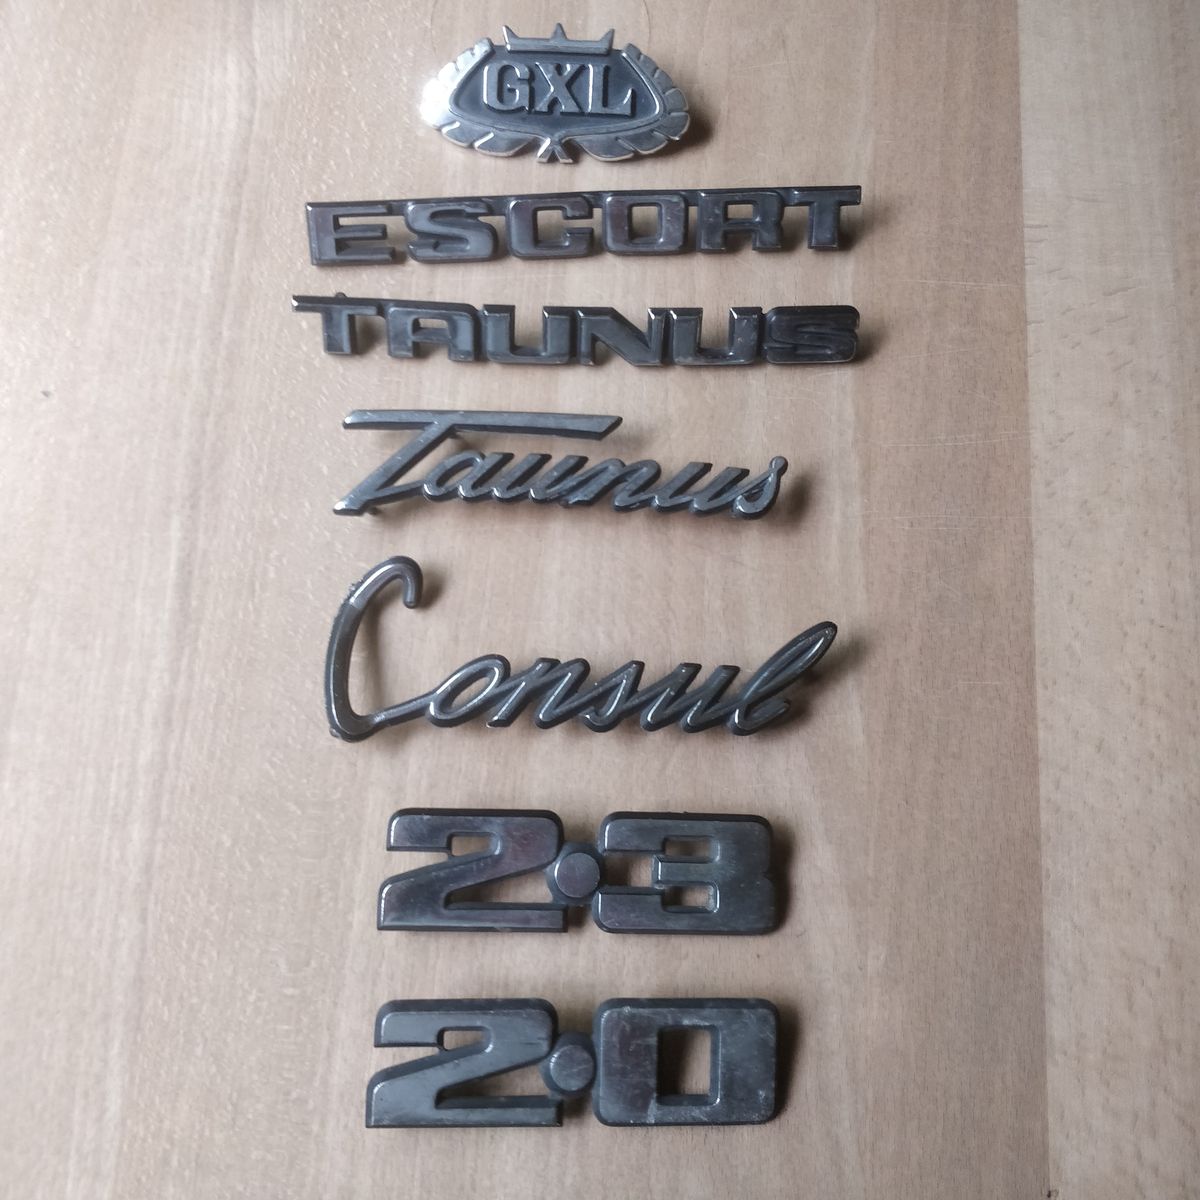 GXL
ESCORT
TAUNUS
Taunus
Consul
2.3
2.0